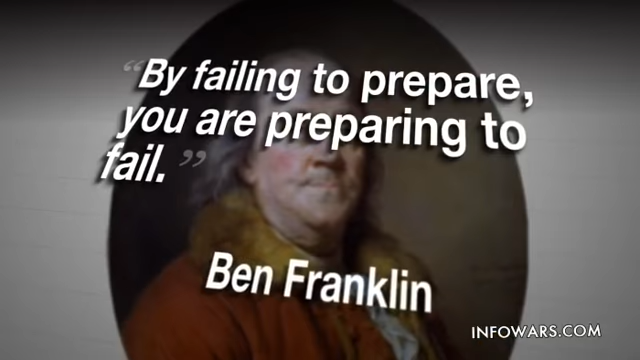 “By failing to prepare,
you are preparing to
fail. ”
Ben Franklin
INFOWARS.COM